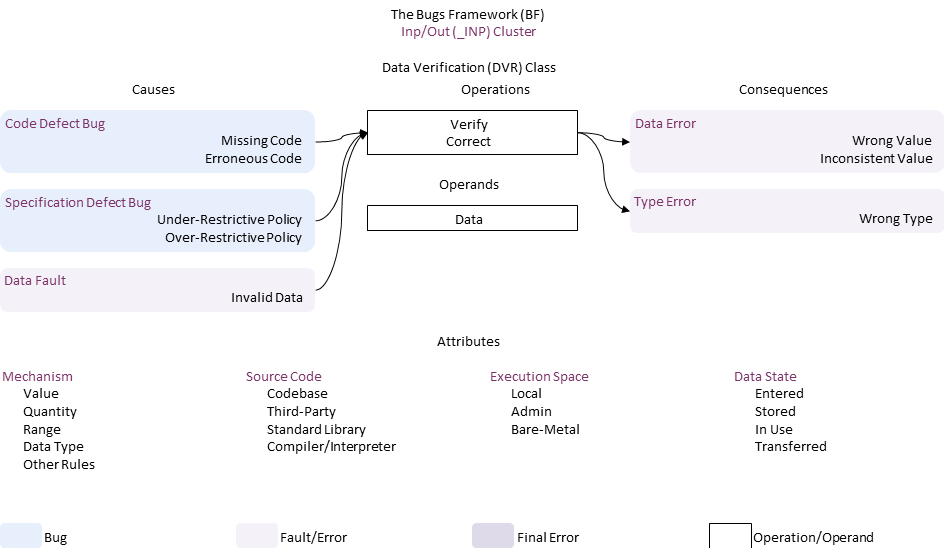 The Bugs Framework (BF)
Inp/Out (_INP) Cluster
Data Verification (DVR) Class
Causes
Operations
Consequences
Code Defect Bug
Missing Code
Erroneous Code
Specification Defect Bug
Under-Restrictive Policy
Over-Restrictive Policy
Data Fault
Invalid Data
Verify
Correct
Operands
Data
Data Error
Wrong Value
Inconsistent Value
Type Error
Wrong Type
Attributes
Mechanism
Value
Quantity
Range
Data Type
Other Rules
Source Code
Codebase
Third-Party
Standard Library
Compiler/Interpreter
Execution Space
Local
Admin
Bare-Metal
Data State
Entered
Stored
In Use
Transferred
Bug
Fault/Error
Final Error
Operation/Operand